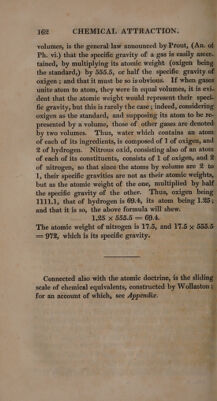 162 CHEMICAL ATTRACTION.
volumes, is the general law announced by Prout, (An. of
Ph. vi.) that the specific gravity of a gas is easily ascer-
tained, by multiplying its atomic weight (oxygen being
the standard,) by 555.5, or half the specific gravity of
oxygen; and that it must be so is obvious. If when gases
unite atom to atom, they were in equal volumes, it is evi-
dent that the atomic weight would represent their speci-
fic gravity, but this is rarely the case; indeed, considering
oxygen as the standard, and supposing its atom to be re-
presented by a volume, those of other gases are denoted
by two volumes. Thus, water which contains an atom
of each of its ingredients, is composed of 1 of oxygen, and
2 of hydrogen. Nitrous oxid, consisting also of an atom
of each of its constituents, consists of 1 of oxygen, and 2
of nitrogen, so that since the atoms by volume are 2 to
1, their specific gravities are not as their atomic weights,
but as the atomic weight of the one, multiplied by half
the specific gravity of the other. Thus, oxygen being
1111.1, that of hydrogen is 69.4, its atom being 1.25;
and that it is so, the above formula will shew.
1.25 × 555.5 = 69.4.
The atomic weight of nitrogen is 17.5, and 17.5 × 555.5
= 972, which is its specific gravity.
Connected also with the atomic doctrine, is the sliding
scale of chemical equivalents, constructed by Wollaston;
for an account of which, see Appendix.